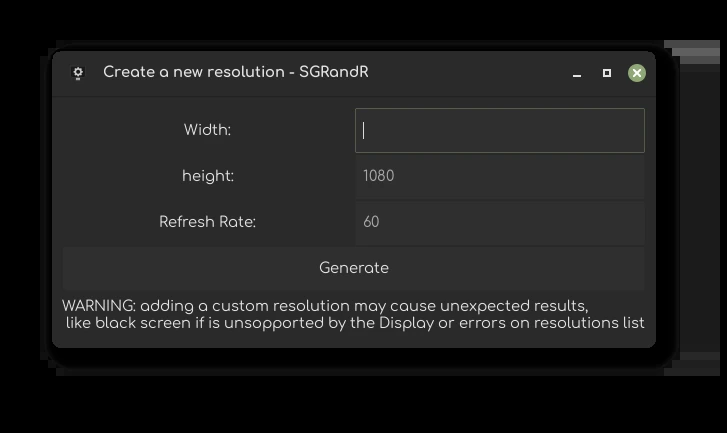 Create a new resolution - SGRandR
Width:
height: 1080
Refresh Rate: 60
Generate
WARNING: adding a custom resolution may cause unexpected results,
like black screen if is unsopported by the Display or errors on resolutions list